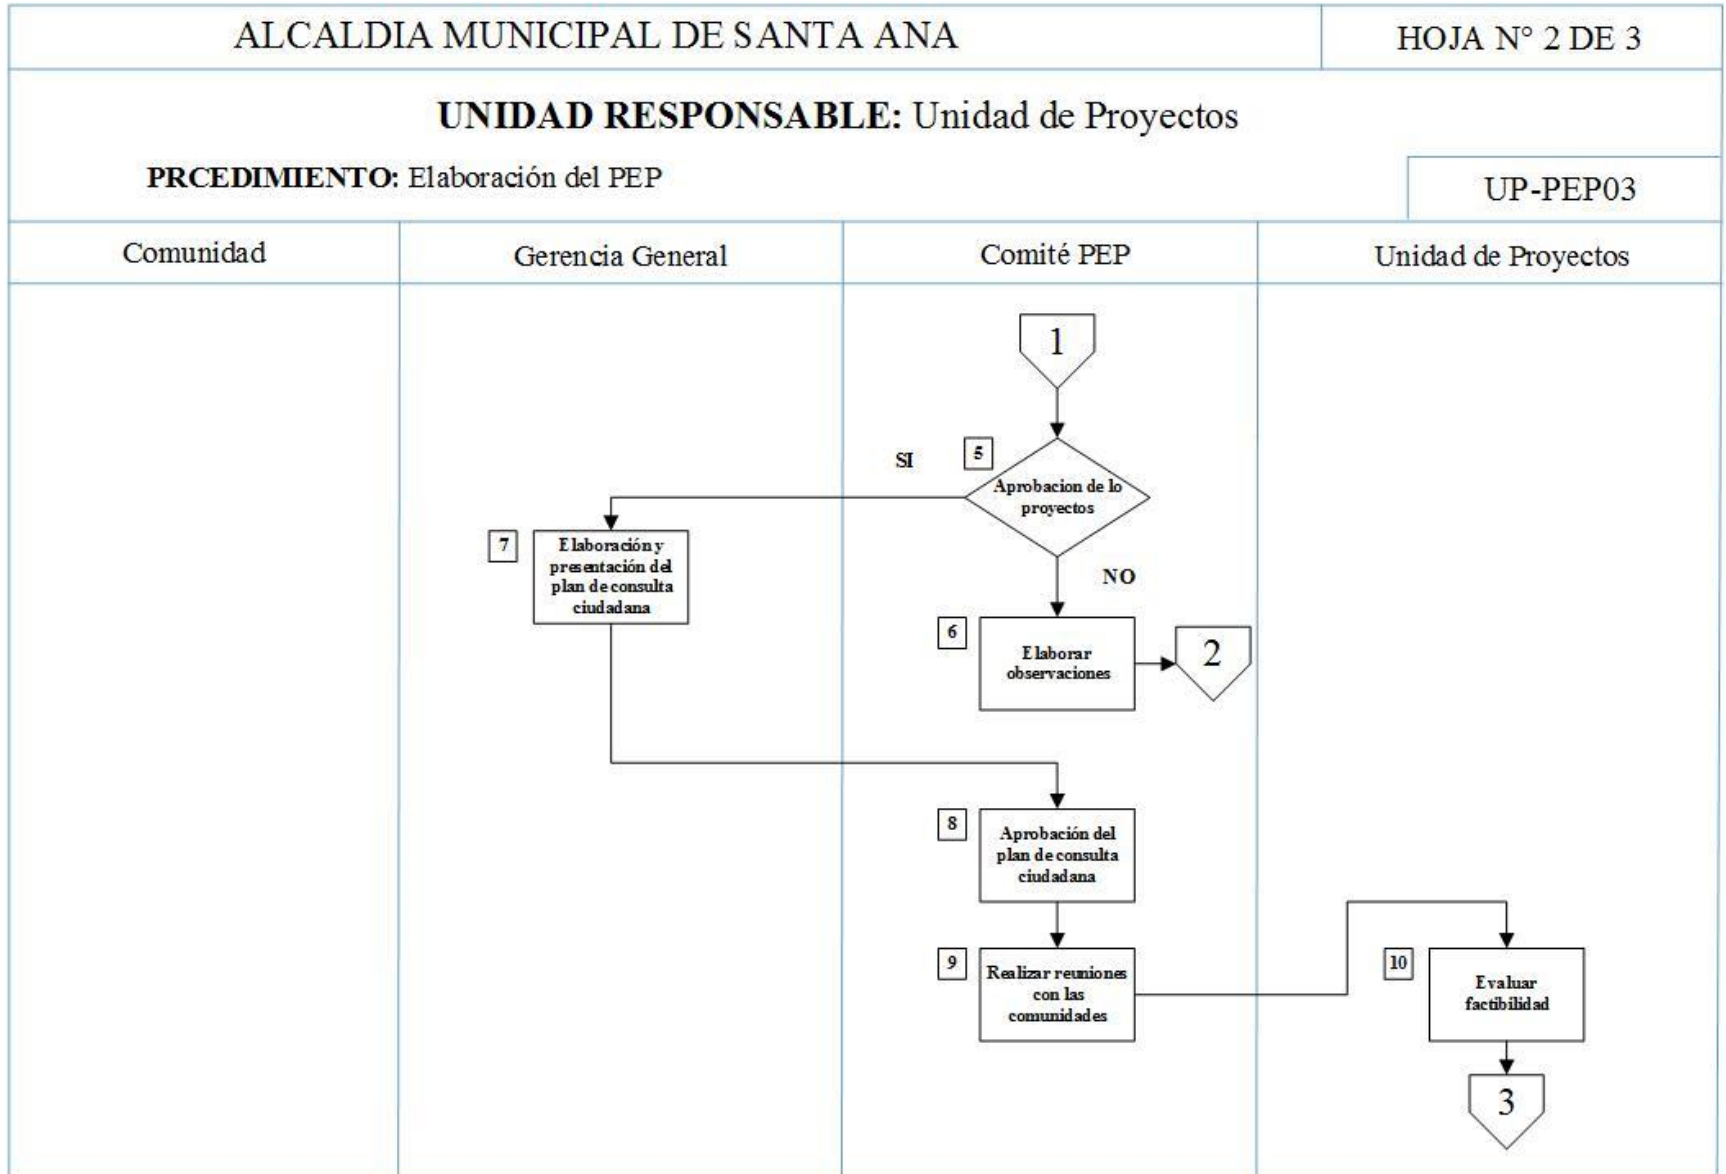 ALCALDIA MUNICIPAL DE SANTA ANA
HOJA N° 2 DE 3
UNIDAD RESPONSABLE: Unidad de Proyectos
PRCEDIMIENTO: Elaboración del PEP
UP-PEP03
Comunidad
Gerencia General
Comité PEP
Unidad de Proyectos
1
5
SI
Aprobacion de lo
proyectos
7
Elaboración y
presentación del
plan de consulta
ciudadana
NO
6
Elaborar
observaciones
2
8
Aprobación del
plan de consulta
ciudadana
9
Realizar reuniones
con las
comunidades
10
Evaluar
factibilidad
3